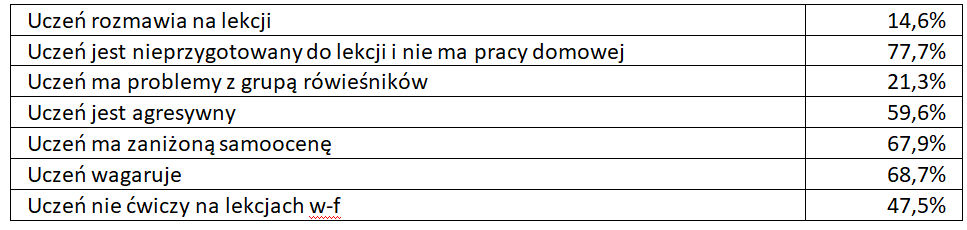 Uczeń rozmawia na lekcji 14,6%
Uczeń jest nieprzygotowany do lekcji i nie ma pracy domowej 77,7%
Uczeń ma problemy z grupą rówieśników 21,3%
Uczeń jest agresywny 59,6%
Uczeń ma zaniżoną samoocenę 67,9%
Uczeń wagaruje 68,7%
Uczeń nie ćwiczy na lekcjach w-f 47,5%